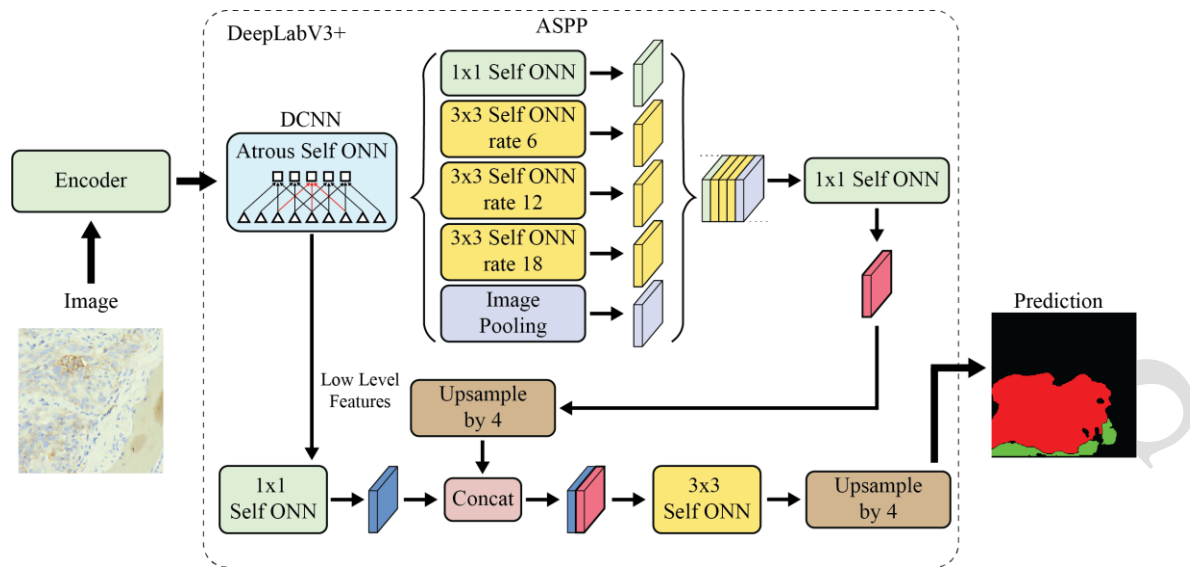 DeepLabV3+
ASPP
1x1 Self ONN
3x3 Self ONN
rate 6
3x3 Self ONN
rate 12
3x3 Self ONN
rate 18
Image
Pooling
DCNN
Atrous Self ONN
Encoder
Image
1x1 Self ONN
Prediction
Low Level
Features
Upsample
by 4
1x1
Self ONN
Concat
3x3
Self ONN
Upsample
by 4